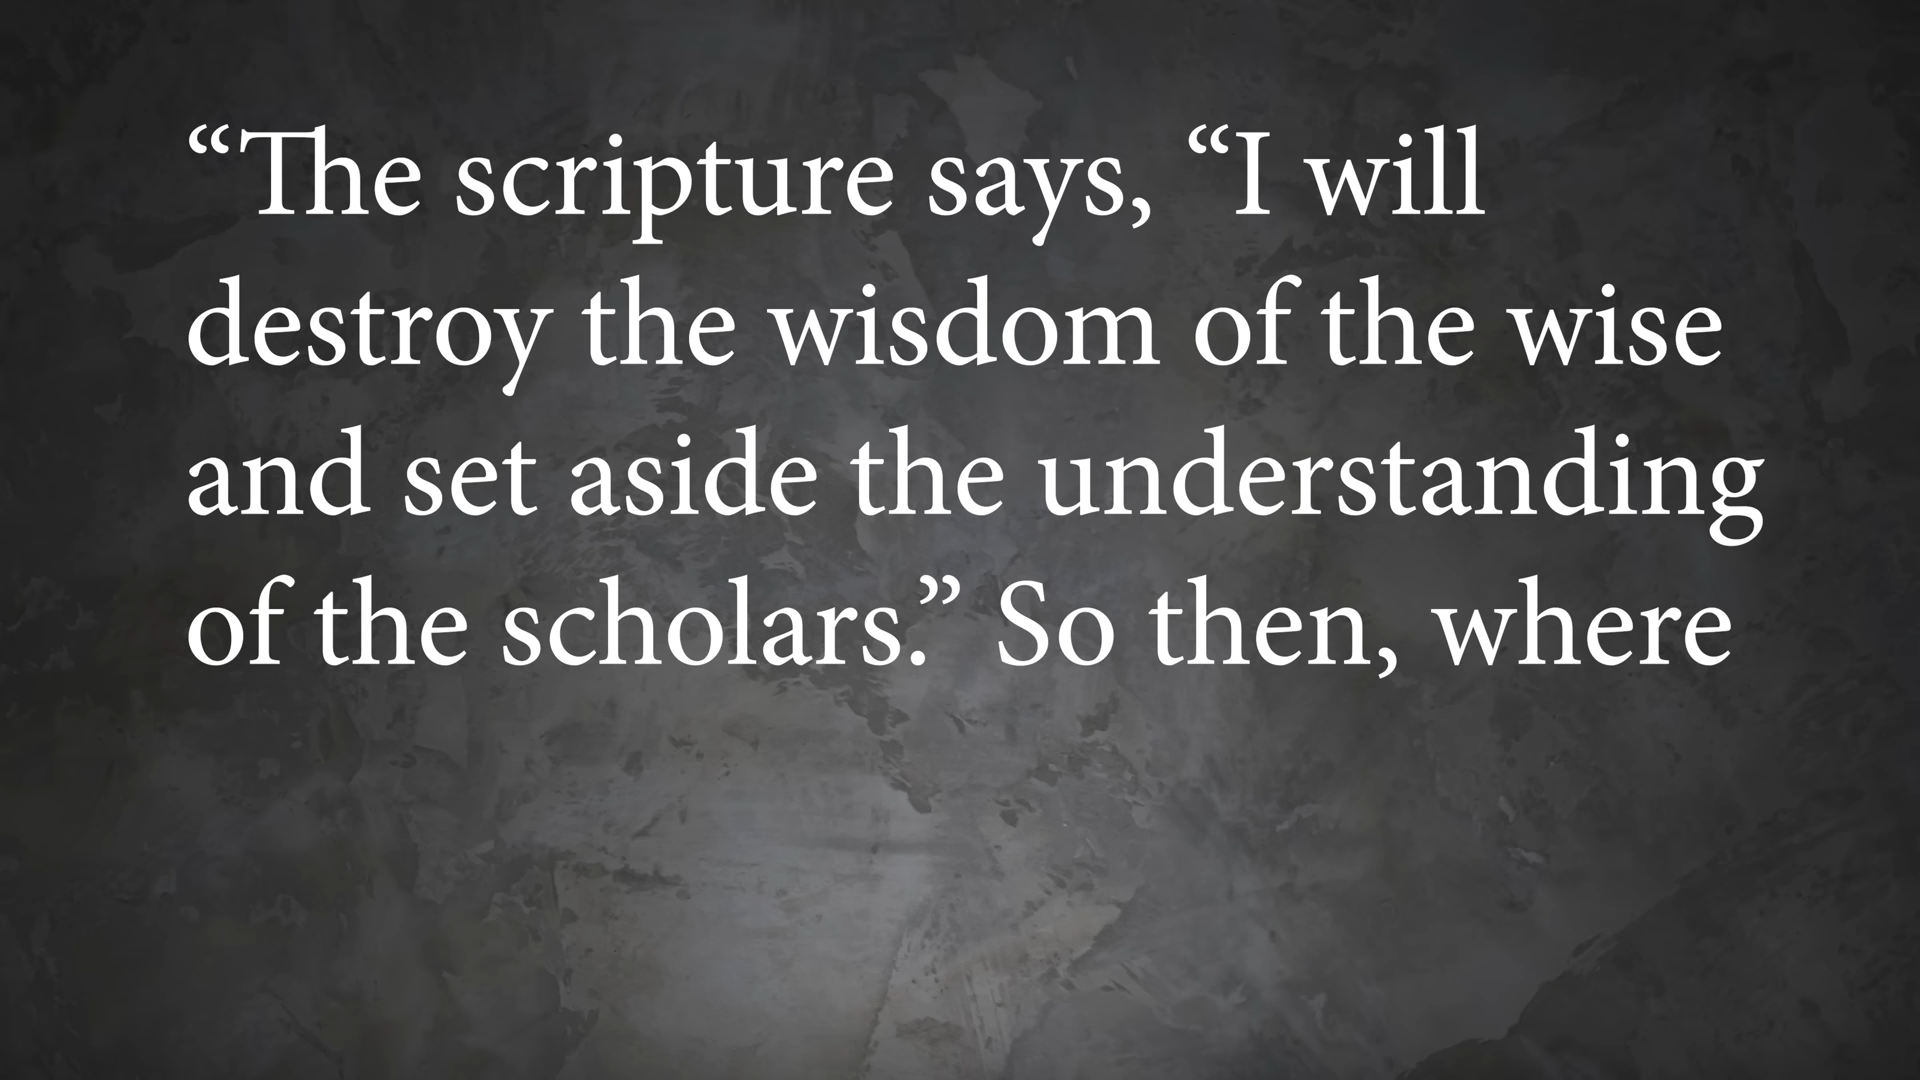 “The scripture says, “I will
destroy the wisdom of the wise
and set aside the understanding
of the scholars.” So then, where